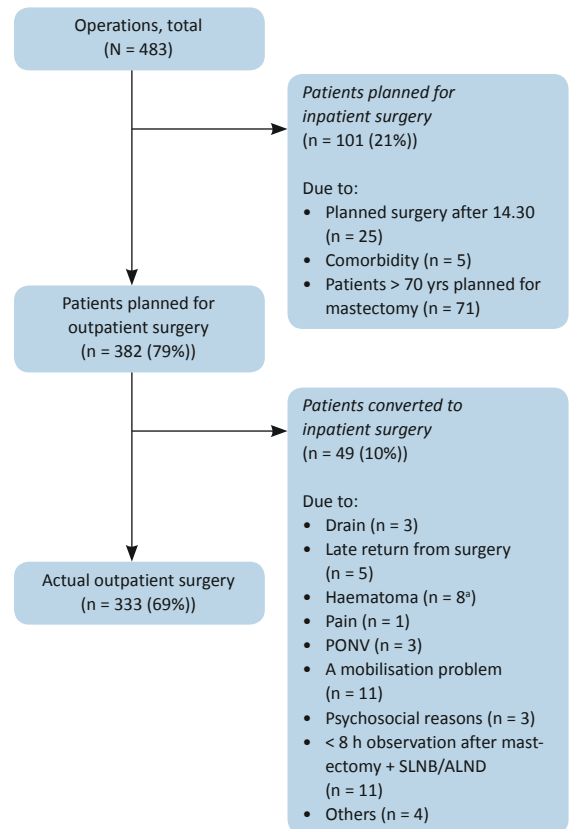 Operations, total
(N = 483)
Patients planned for
inpatient surgery
(n = 101 (21%))
Due to:
• Planned surgery after 14.30
(n = 25)
• Comorbidity (n = 5)
• Patients > 70 yrs planned for
mastectomy (n = 71)
Patients planned for
outpatient surgery
(n = 382 (79%))
Patients converted to
inpatient surgery
(n = 49 (10%))
Due to:
• Drain (n = 3)
• Late return from surgery
(n = 5)
• Haematoma (n = 8ᵃ)
• Pain (n = 1)
• PONV (n = 3)
• A mobilisation problem
(n = 11)
• Psychosocial reasons (n = 3)
• < 8 h observation after mast-
ectomy + SLNB/ALND
(n = 11)
• Others (n = 4)
Actual outpatient surgery
(n = 333 (69%))